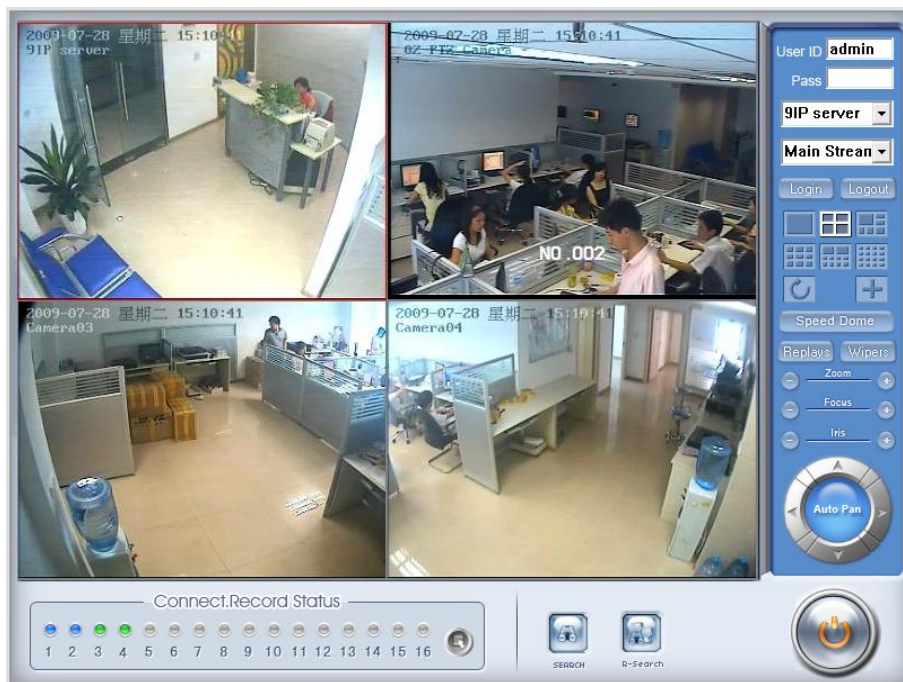 2009-07-28 星期二 15:10:41
9IP server
2009-07-28 星期二 15:10:41
02 PTZ Camera
NO .002
2009-07-28 星期二 15:10:41
Camera03
2009-07-28 星期二 15:10:41
Camera04
User ID admin
Pass
9IP server
Main Strean
Login Logout
Speed Dome
Replays Wipers
Zoom
Focus
Iris
Auto Pan
Connect.Record Status
1 2 3 4 5 6 7 8 9 10 11 12 13 14 15 16
SEARCH R-Search